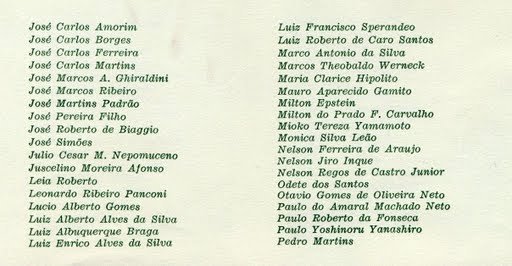 José Carlos Amorim
José Carlos Borges
José Carlos Ferreira
José Carlos Martins
José Marcos A. Ghiraldini
José Marcos Ribeiro
José Martins Padrão
José Pereira Filho
José Roberto de Biaggio
José Simões
Julio Cesar M. Nepomuceno
Juscelino Moreira Afonso
Leia Roberto
Leonardo Ribeiro Panconi
Lucio Alberto Gomes
Luiz Alberto Alves da Silva
Luiz Albuquerque Braga
Luiz Enrico Alves da Silva
Luiz Francisco Sperandeo
Luiz Roberto de Caro Santos
Marco Antonio da Silva
Marcos Theobaldo Werneck
Maria Clarice Hipolito
Mauro Aparecido Gamito
Milton Epstein
Milton do Prado F. Carvalho
Mioko Tereza Yamamoto
Monica Silva Leão
Nelson Ferreira de Araujo
Nelson Jiro Inque
Nelson Regos de Castro Junior
Odete dos Santos
Otavio Gomes de Oliveira Neto
Paulo do Amaral Machado Neto
Paulo Roberto da Fonseca
Paulo Yoshinoru Yanashiro
Pedro Martins